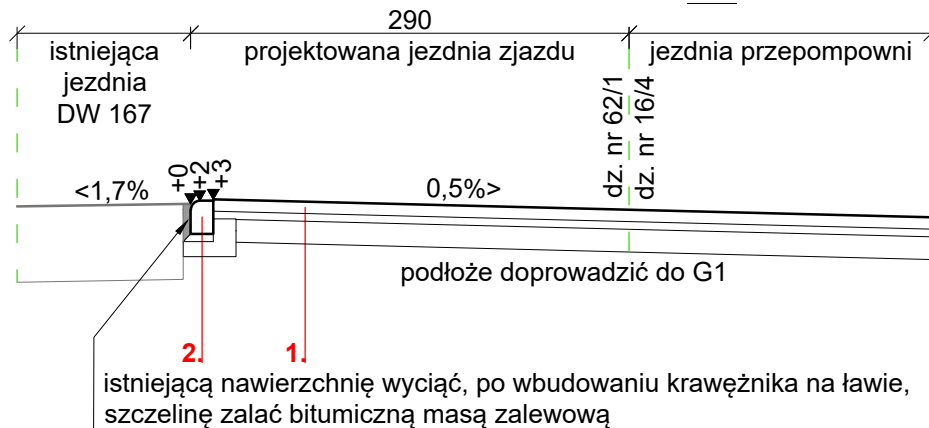 290
istniejąca
jezdnia
DW 167
projektowana jezdnia zjazdu
jezdnia przepompowni
dz. nr 62/1
dz. nr 16/4
<1,7%
+0
+2
+3
0,5%>
podłoże doprowadzić do G1
2.
1.
istniejącą nawierzchnię wyciąć, po wbudowaniu krawężnika na ławie,
szczelinę zalać bitumiczną masą zalewową